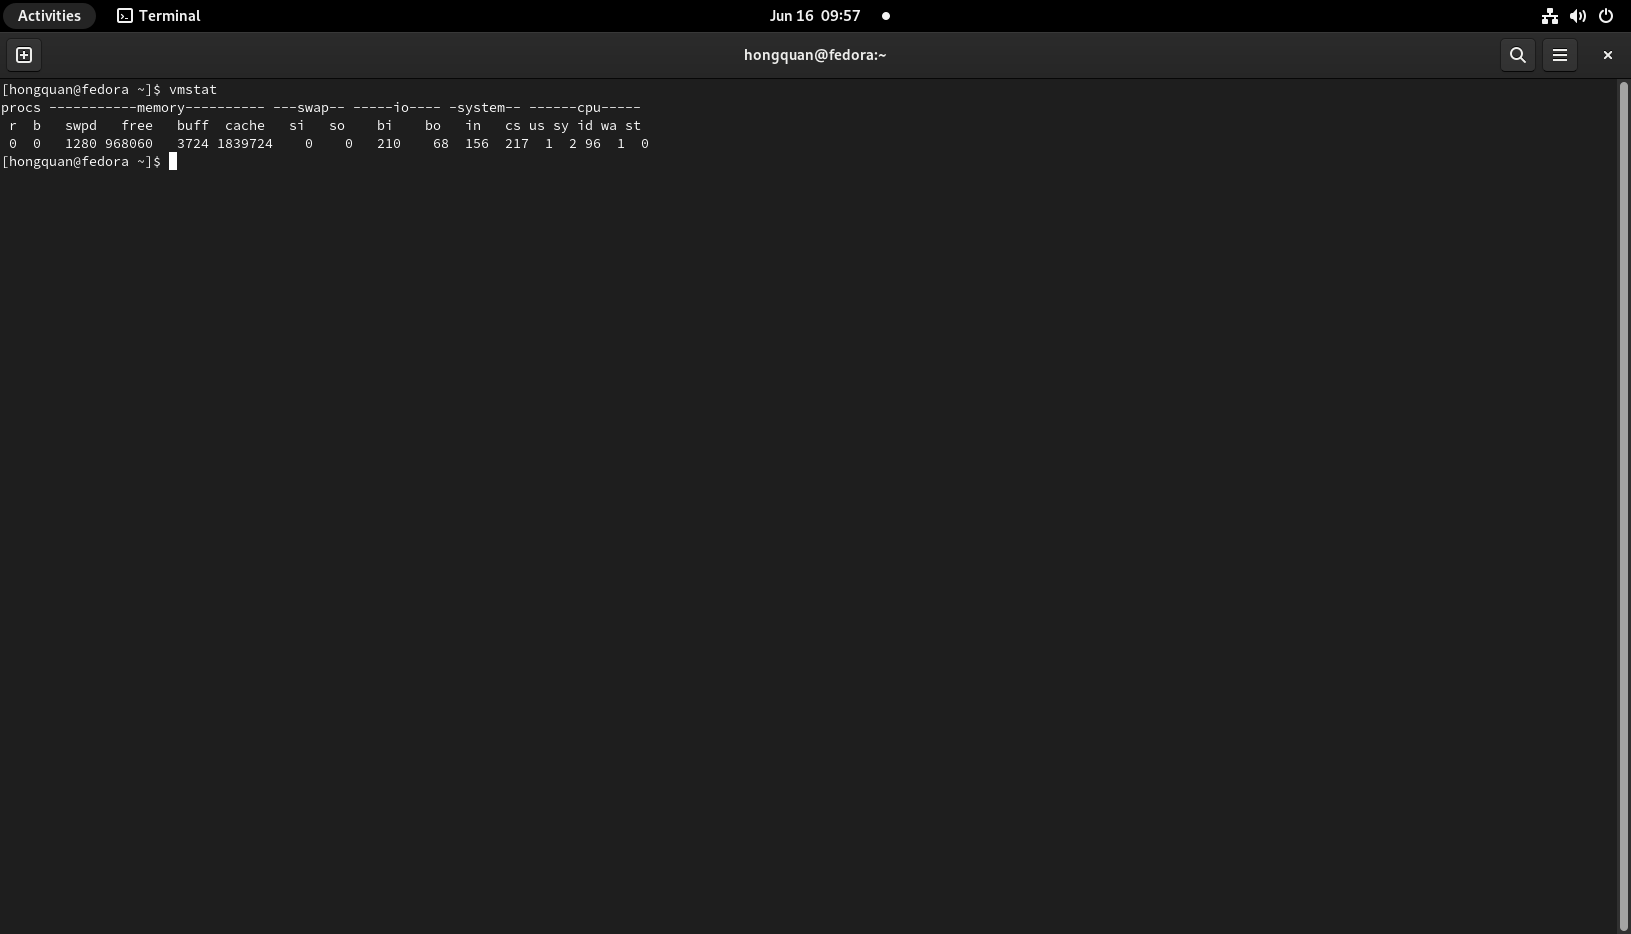 Activities Terminal Jun 16 09:57
hongquan@fedora:~
[hongquan@fedora ~]$ vmstat
procs -----------memory---------- ---swap-- -----io---- -system-- ------cpu-----
 r  b   swpd   free   buff  cache   si   so    bi    bo   in   cs us sy id wa st
 0  0   1280 968060   3724 1839724    0    0   210    68  156  217  1  2 96  1  0
[hongquan@fedora ~]$